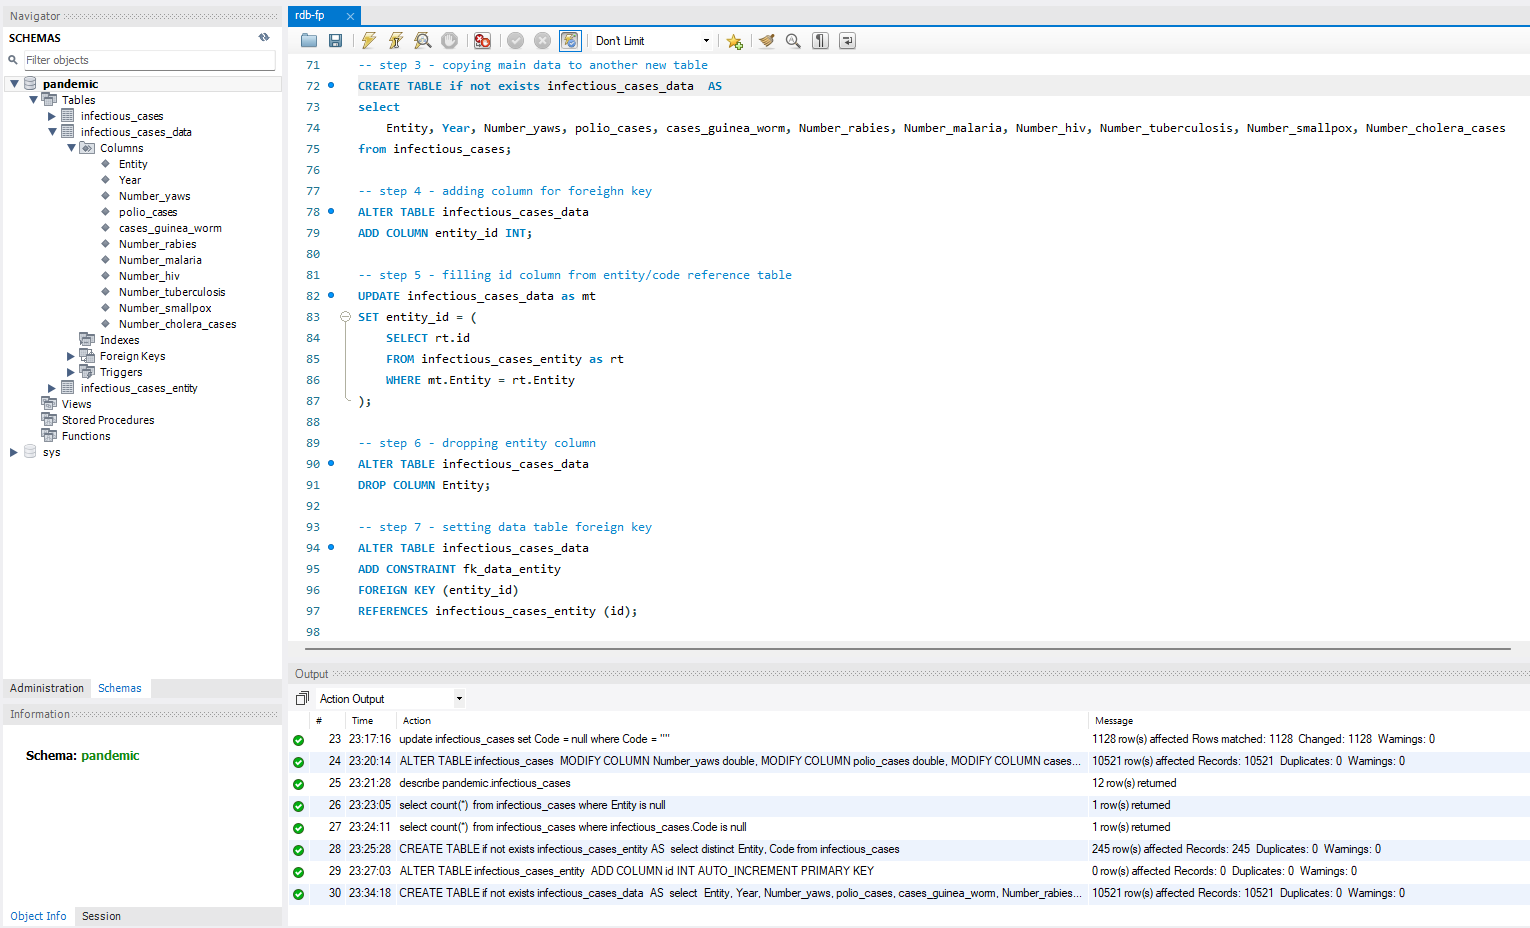 Navigator
SCHEMAS
Filter objects
pandemic
Tables
infectious_cases
infectious_cases_data
Columns
Entity
Year
Number_yaws
polio_cases
cases_guinea_worm
Number_rabies
Number_malaria
Number_hiv
Number_tuberculosis
Number_smallpox
Number_cholera_cases
Indexes
Foreign Keys
Triggers
infectious_cases_entity
Views
Stored Procedures
Functions
sys
Administration Schemas
Information
Schema: pandemic
Object Info Session
rdb-fp
Don't Limit
71 -- step 3 - copying main data to another new table
72 CREATE TABLE if not exists infectious_cases_data  AS
73 select
74     Entity, Year, Number_yaws, polio_cases, cases_guinea_worm, Number_rabies, Number_malaria, Number_hiv, Number_tuberculosis, Number_smallpox, Number_cholera_cases
75 from infectious_cases;
76
77 -- step 4 - adding column for foreighn key
78 ALTER TABLE infectious_cases_data
79 ADD COLUMN entity_id INT;
80
81 -- step 5 - filling id column from entity/code reference table
82 UPDATE infectious_cases_data as mt
83 SET entity_id = (
84     SELECT rt.id
85     FROM infectious_cases_entity as rt
86     WHERE mt.Entity = rt.Entity
87 );
88
89 -- step 6 - dropping entity column
90 ALTER TABLE infectious_cases_data
91 DROP COLUMN Entity;
92
93 -- step 7 - setting data table foreign key
94 ALTER TABLE infectious_cases_data
95 ADD CONSTRAINT fk_data_entity
96 FOREIGN KEY (entity_id)
97 REFERENCES infectious_cases_entity (id);
98
Output
Action Output
# Time Action Message
23 23:17:16 update infectious_cases set Code = null where Code = "" 1128 row(s) affected Rows matched: 1128  Changed: 1128  Warnings: 0
24 23:20:14 ALTER TABLE infectious_cases  MODIFY COLUMN Number_yaws double, MODIFY COLUMN polio_cases double, MODIFY COLUMN cases... 10521 row(s) affected Records: 10521  Duplicates: 0  Warnings: 0
25 23:21:28 describe pandemic.infectious_cases 12 row(s) returned
26 23:23:05 select count(*) from infectious_cases where Entity is null 1 row(s) returned
27 23:24:11 select count(*) from infectious_cases where infectious_cases.Code is null 1 row(s) returned
28 23:25:28 CREATE TABLE if not exists infectious_cases_entity AS  select distinct Entity, Code from infectious_cases 245 row(s) affected Records: 245  Duplicates: 0  Warnings: 0
29 23:27:03 ALTER TABLE infectious_cases_entity  ADD COLUMN id INT AUTO_INCREMENT PRIMARY KEY 0 row(s) affected Records: 0  Duplicates: 0  Warnings: 0
30 23:34:18 CREATE TABLE if not exists infectious_cases_data  AS  select  Entity, Year, Number_yaws, polio_cases, cases_guinea_worm, Number_rabies... 10521 row(s) affected Records: 10521  Duplicates: 0  Warnings: 0